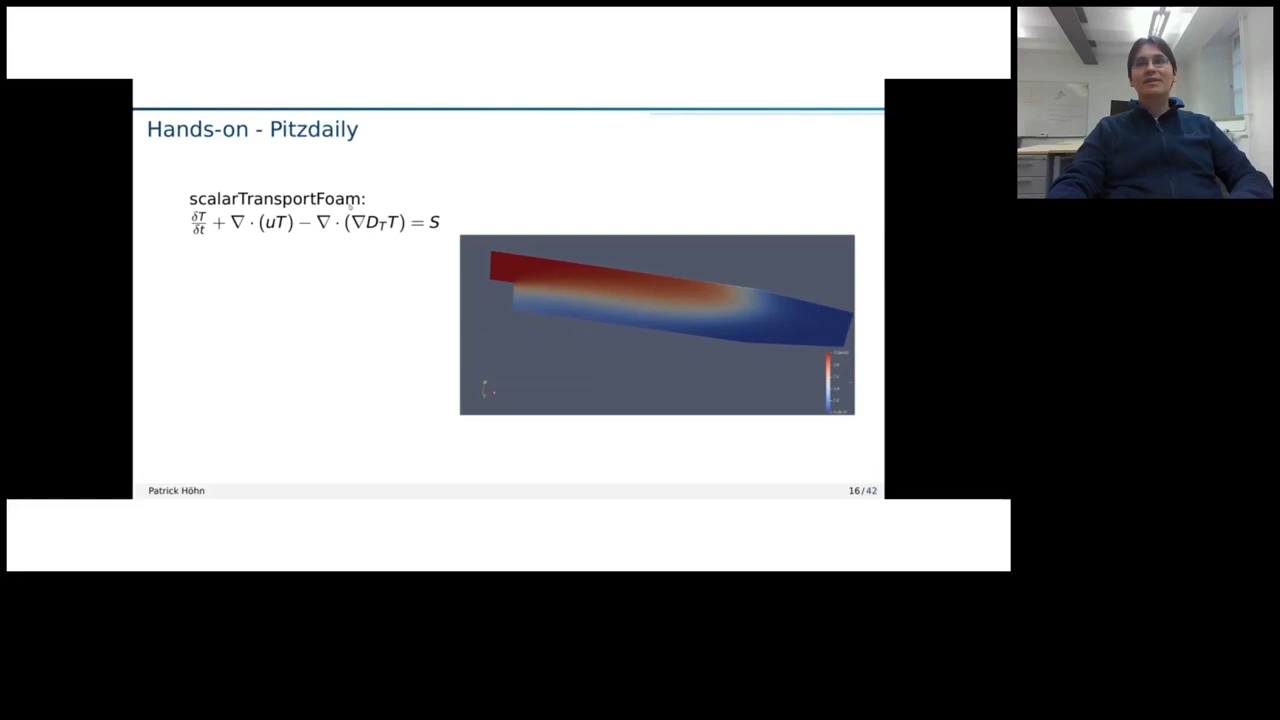 Hands-on - Pitzdaily
scalarTransportFoam:
δT/δt + ∇ · (uT) − ∇ · (∇D_T T) = S
Patrick Höhn
16/42